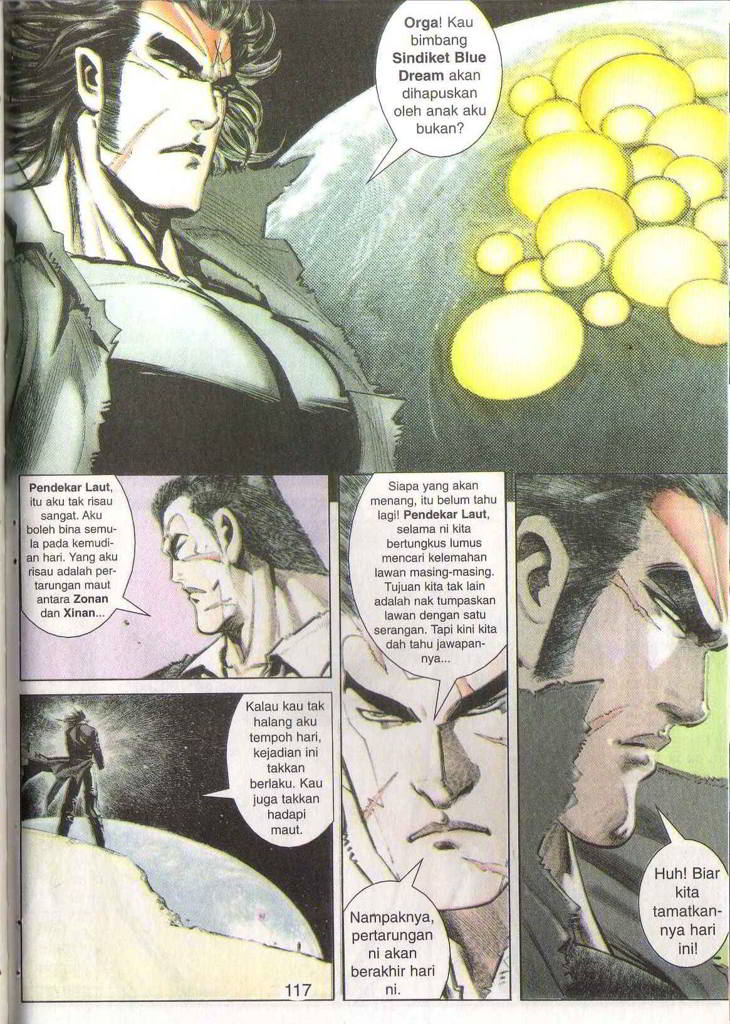 Orga! Kau
bimbang
Sindiket Blue
Dream akan
dihapuskan
oleh anak aku
bukan?
Pendekar Laut,
itu aku tak risau
sangat. Aku
boleh bina semu-
la pada kemudi-
an hari. Yang aku
risau adalah per-
tarungan maut
antara Zonan
dan Xinan...
Kalau kau tak
halang aku
tempoh hari,
kejadian ini
takkan
berlaku. Kau
juga takkan
hadapi
maut.
Siapa yang akan
menang, itu belum tahu
lagi! Pendekar Laut,
selama ni kita
bertungkus lumus
mencari kelemahan
lawan masing-masing.
Tujuan kita tak lain
adalah nak tumpaskan
lawan dengan satu
serangan. Tapi kini kita
dah tahu jawapan-
nya...
Nampaknya,
pertarungan
ni akan
berakhir hari
ni.
Huh! Biar
kita
tamatkan-
nya hari
ini!
117